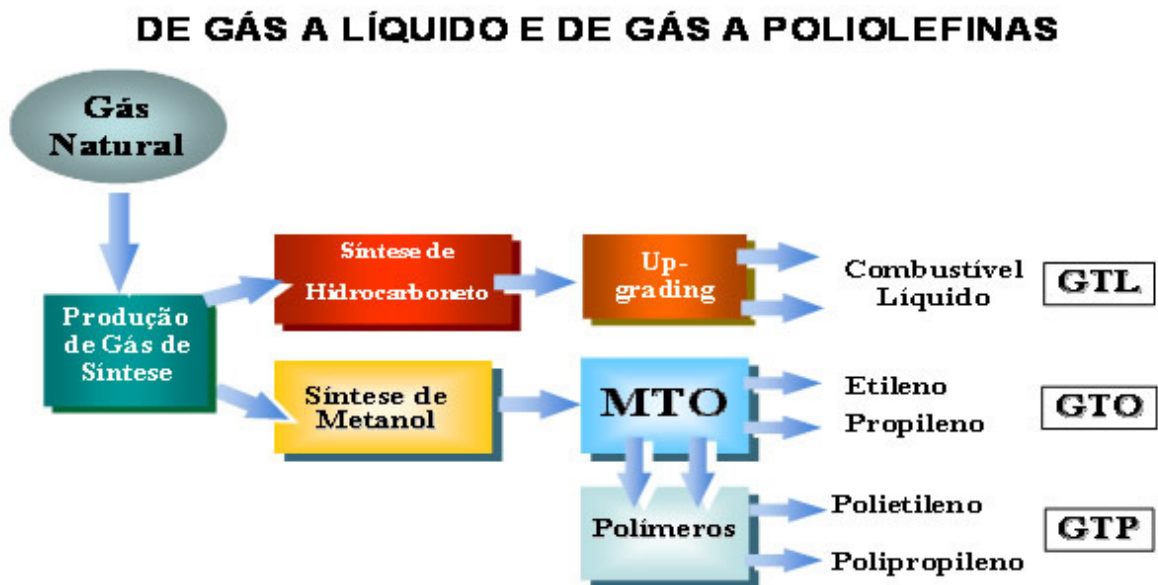 DE GÁS A LÍQUIDO E DE GÁS A POLIOLEFINAS
Gás
Natural
Produção
de Gás de
Síntese
Síntese de
Hidrocarboneto
Up-
grading
Combustível
Líquido
GTL
Síntese de
Metanol
MTO
Etileno
Propileno
GTO
Polímeros
Polietileno
Polipropileno
GTP